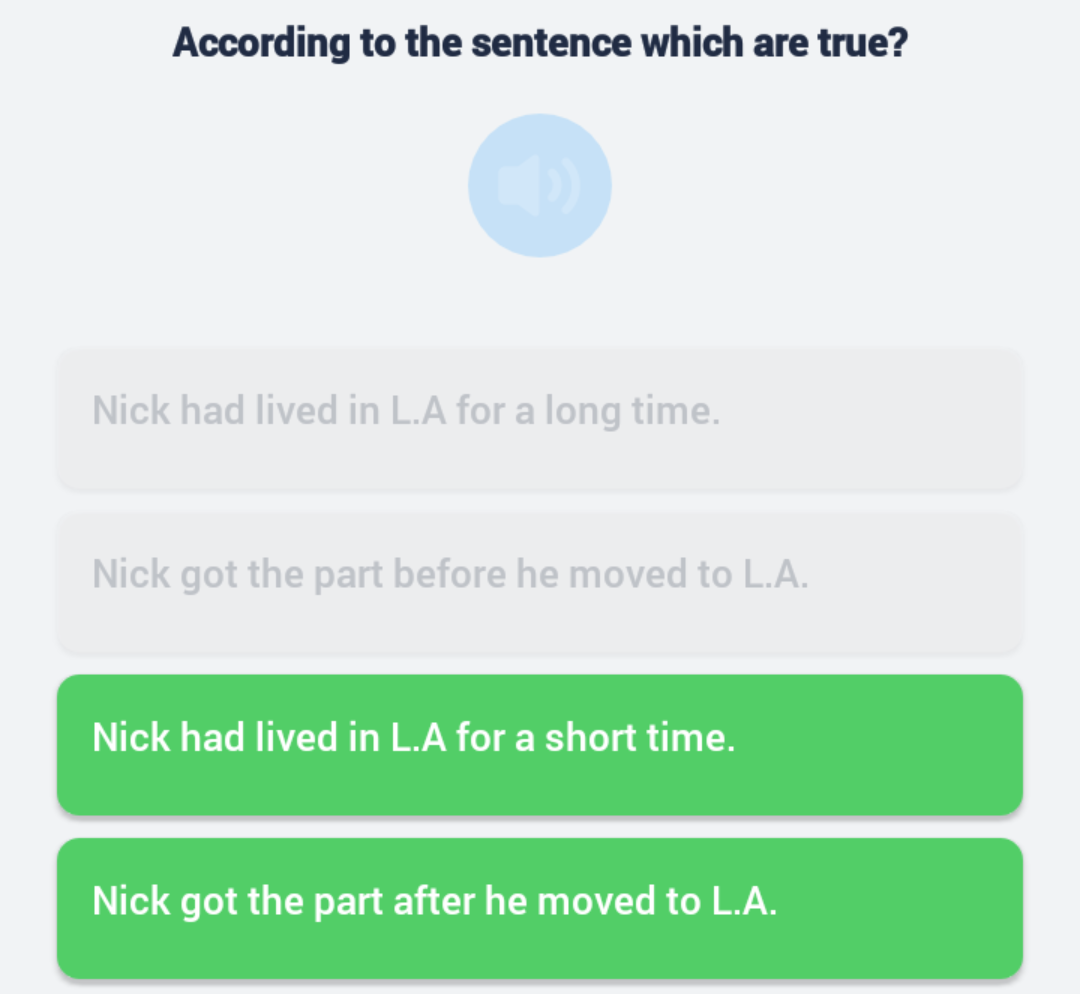 According to the sentence which are true?
Nick had lived in L.A for a long time.
Nick got the part before he moved to L.A.
Nick had lived in L.A for a short time.
Nick got the part after he moved to L.A.